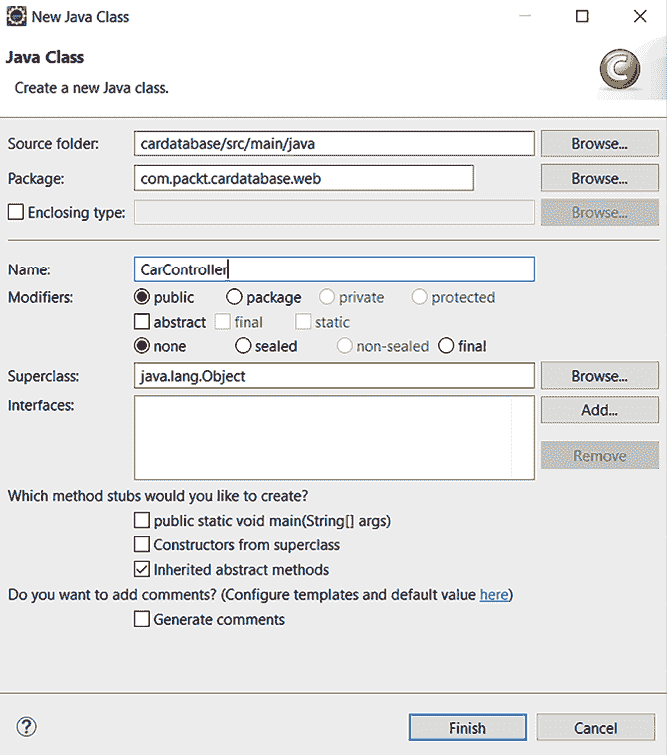 New Java Class
Java Class
Create a new Java class.
C
Source folder: cardatabase/src/main/java Browse...
Package: com.packt.cardatabase.web Browse...
Enclosing type: Browse...
Name: CarController
Modifiers: public package private protected
abstract final static
none sealed non-sealed final
Superclass: java.lang.Object Browse...
Interfaces: Add...
Remove
Which method stubs would you like to create?
public static void main(String[] args)
Constructors from superclass
Inherited abstract methods
Do you want to add comments? (Configure templates and default value here)
Generate comments
? Finish Cancel